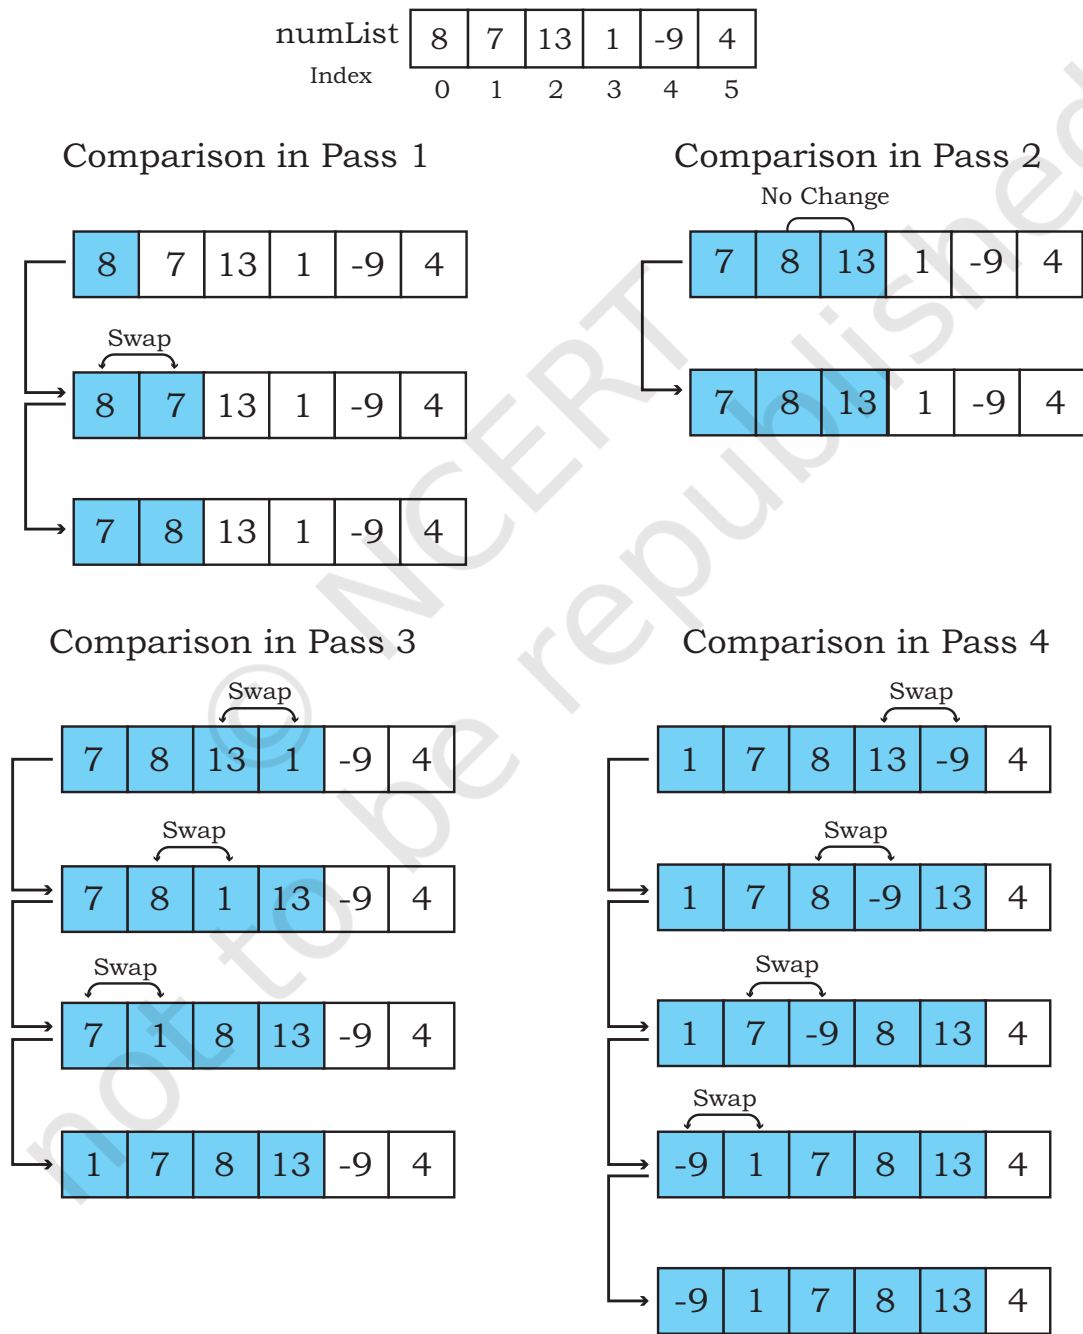 numList 8 7 13 1 -9 4
Index 0 1 2 3 4 5
Comparison in Pass 1
8 7 13 1 -9 4
Swap
8 7 13 1 -9 4
7 8 13 1 -9 4
Comparison in Pass 2
No Change
7 8 13 1 -9 4
7 8 13 1 -9 4
Comparison in Pass 3
Swap
7 8 13 1 -9 4
Swap
7 8 1 13 -9 4
Swap
7 1 8 13 -9 4
1 7 8 13 -9 4
Comparison in Pass 4
Swap
1 7 8 13 -9 4
Swap
1 7 8 -9 13 4
Swap
1 7 -9 8 13 4
Swap
-9 1 7 8 13 4
-9 1 7 8 13 4
© NCERT
not to be republished